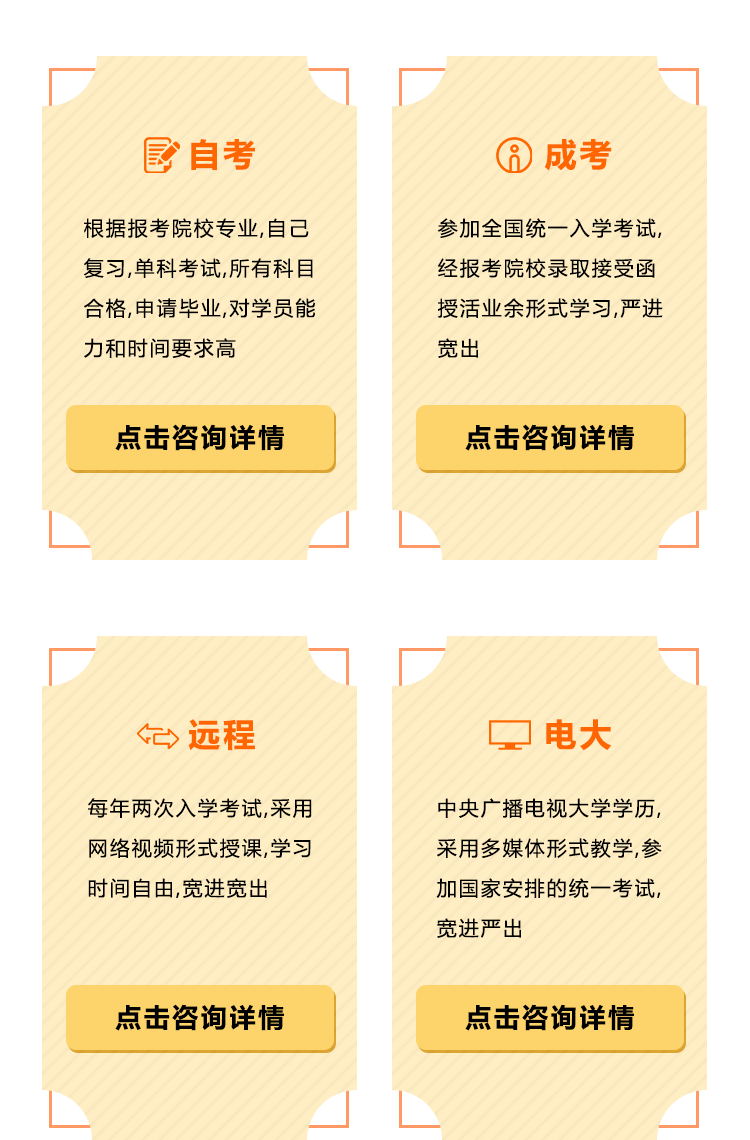 自考
根据报考院校专业,自己
复习,单科考试,所有科目
合格,申请毕业,对学员能
力和时间要求高
点击咨询详情
成考
参加全国统一入学考试,
经报考院校录取接受函
授活业余形式学习,严进
宽出
点击咨询详情
远程
每年两次入学考试,采用
网络视频形式授课,学习
时间自由,宽进宽出
点击咨询详情
电大
中央广播电视大学学历,
采用多媒体形式教学,参
加国家安排的统一考试,
宽进严出
点击咨询详情